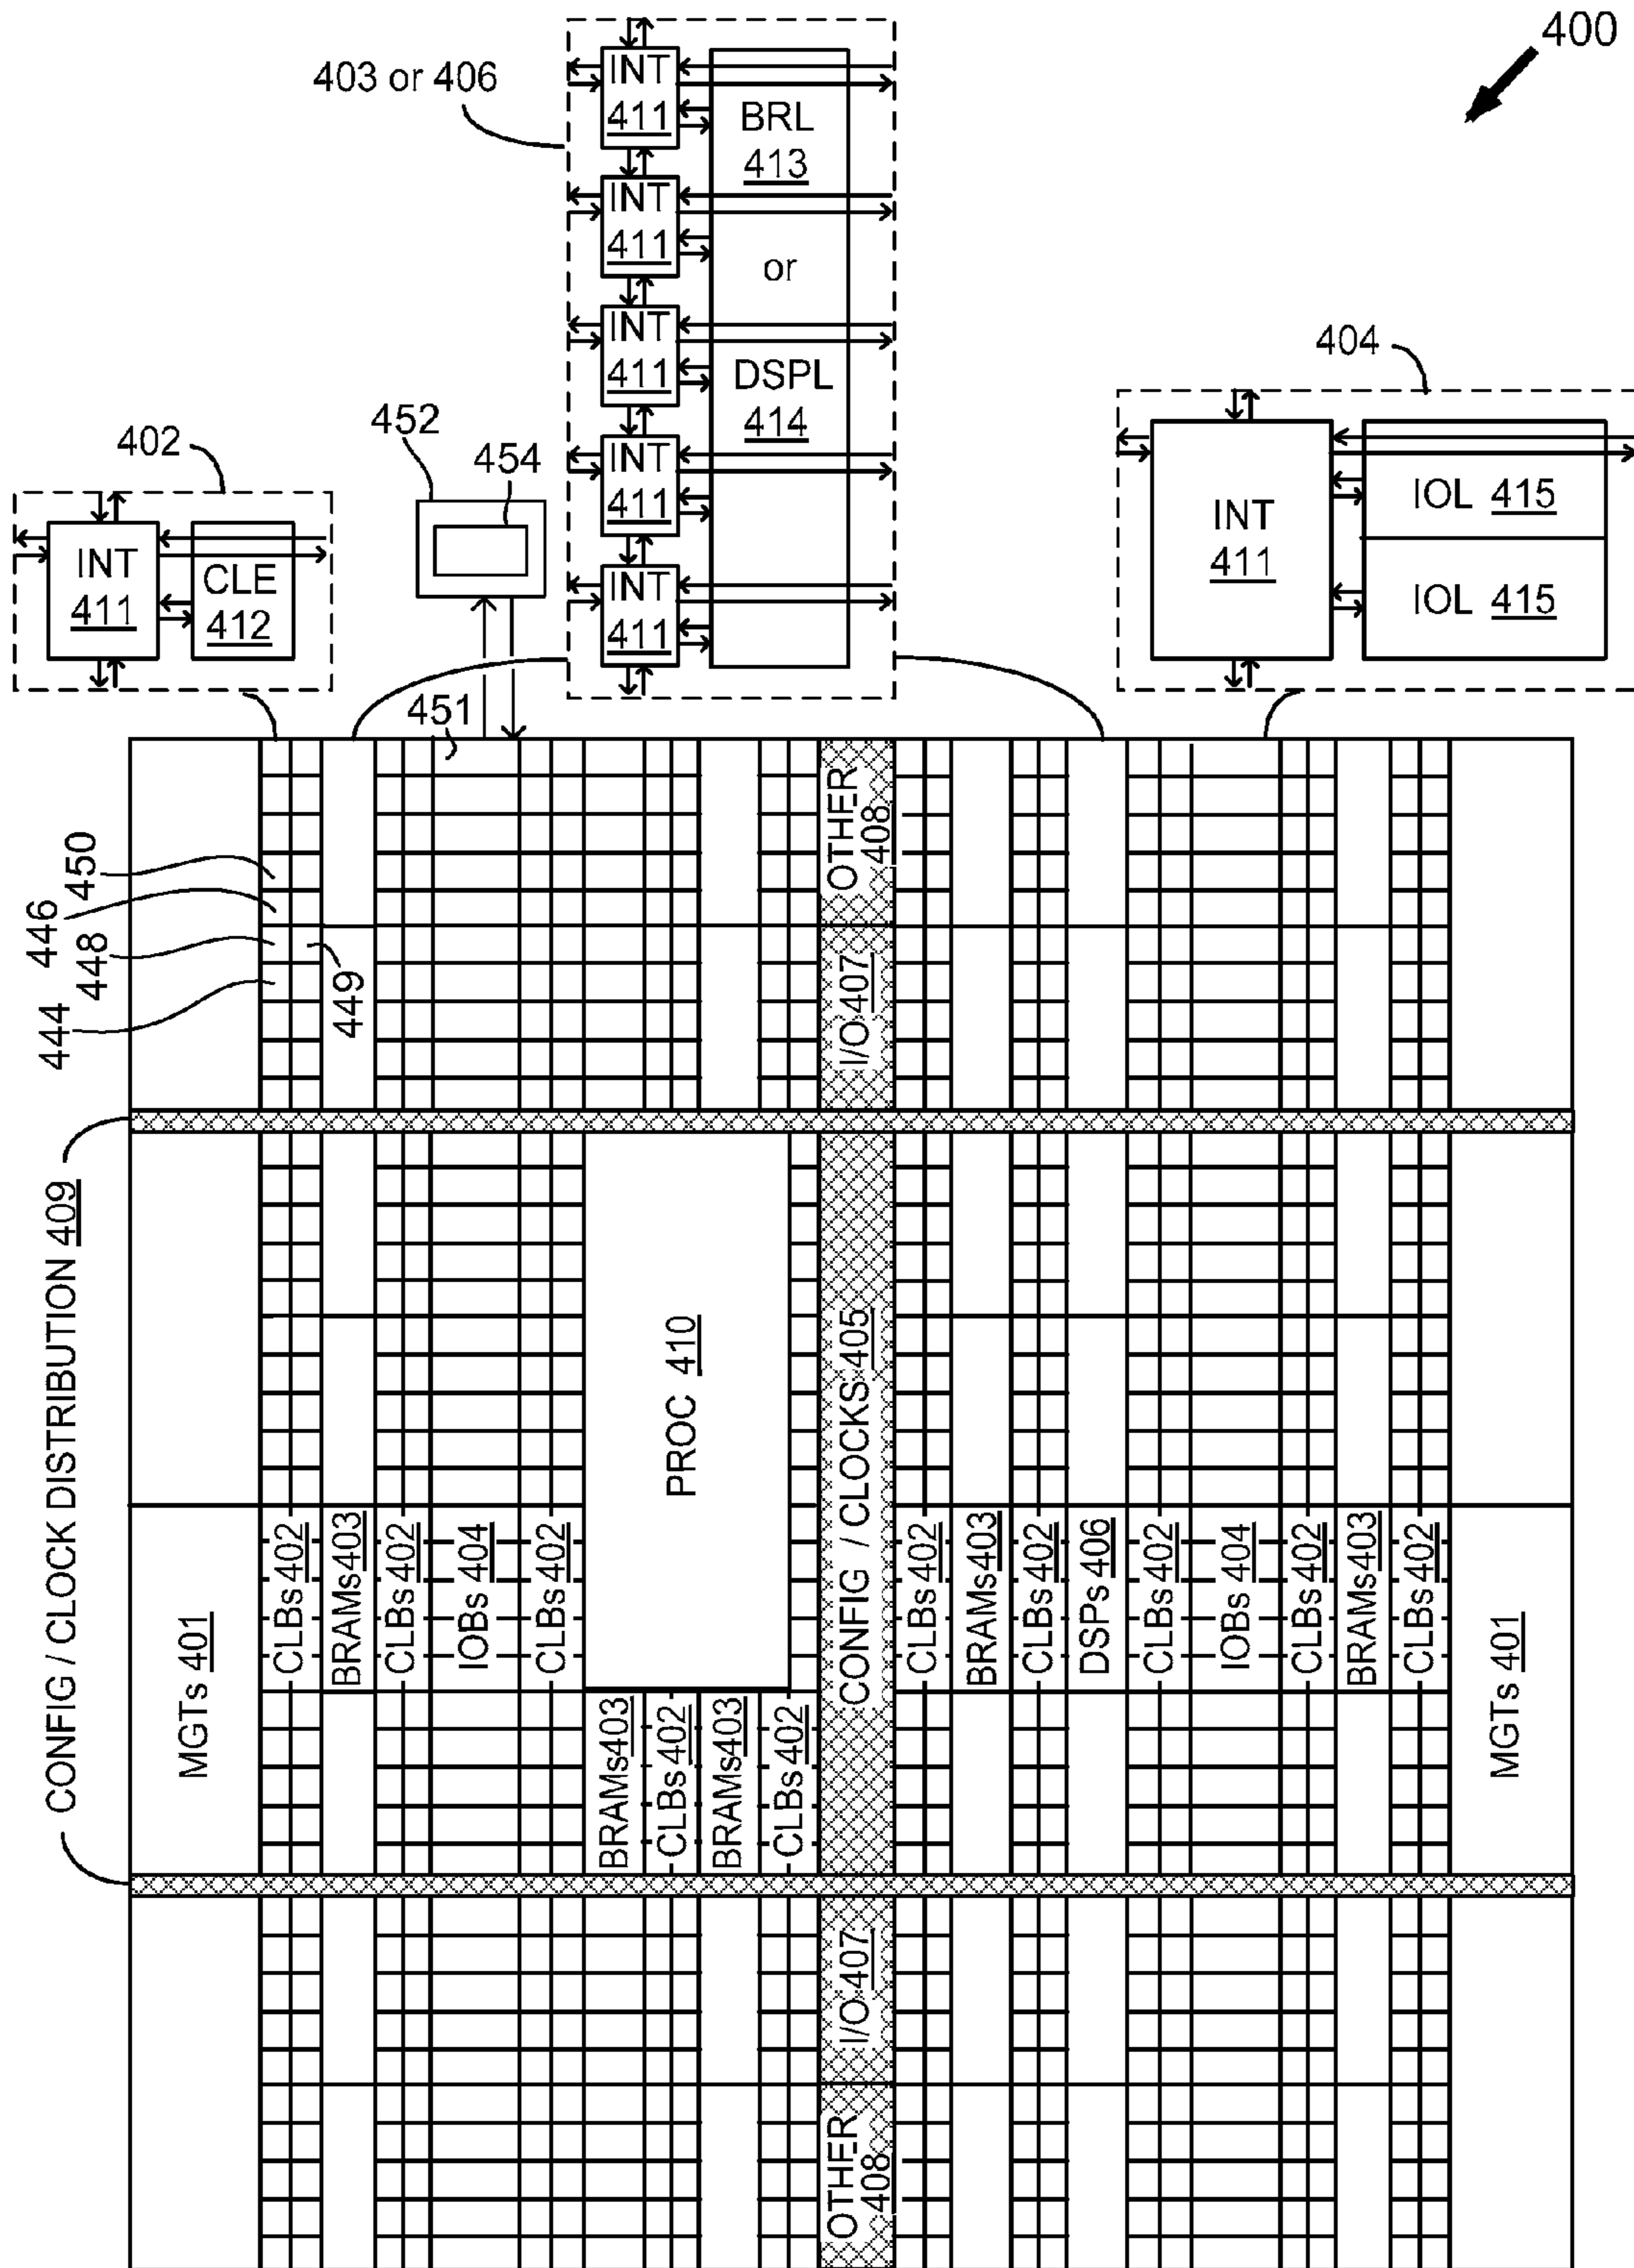 400
403 or 406
INT
411
INT
411
INT
411
INT
411
INT
411
BRL
413
or
DSPL
414
404
INT
411
IOL 415
IOL 415
402
INT
411
CLE
412
452
454
451
450
446
448
444
449
CONFIG / CLOCK DISTRIBUTION 409
OTHER
408
I/O 407
PROC 410
CONFIG / CLOCKS 405
MGTs 401
CLBs 402
BRAMs 403
CLBs 402
IOBs 404
CLBs 402
BRAMs 403
CLBs 402
BRAMs 403
CLBs 402
CLBs 402
BRAMs 403
CLBs 402
DSPs 406
CLBs 402
IOBs 404
CLBs 402
BRAMs 403
CLBs 402
MGTs 401
I/O 407
OTHER
408